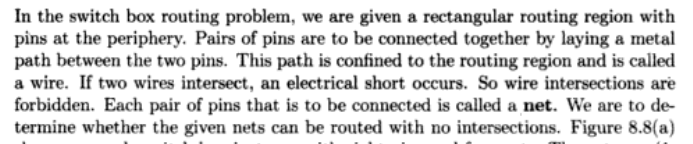 In the switch box routing problem, we are given a rectangular routing region with
pins at the periphery. Pairs of pins are to be connected together by laying a metal
path between the two pins. This path is confined to the routing region and is called
a wire. If two wires intersect, an electrical short occurs. So wire intersections are
forbidden. Each pair of pins that is to be connected is called a net. We are to de-
termine whether the given nets can be routed with no intersections. Figure 8.8(a)